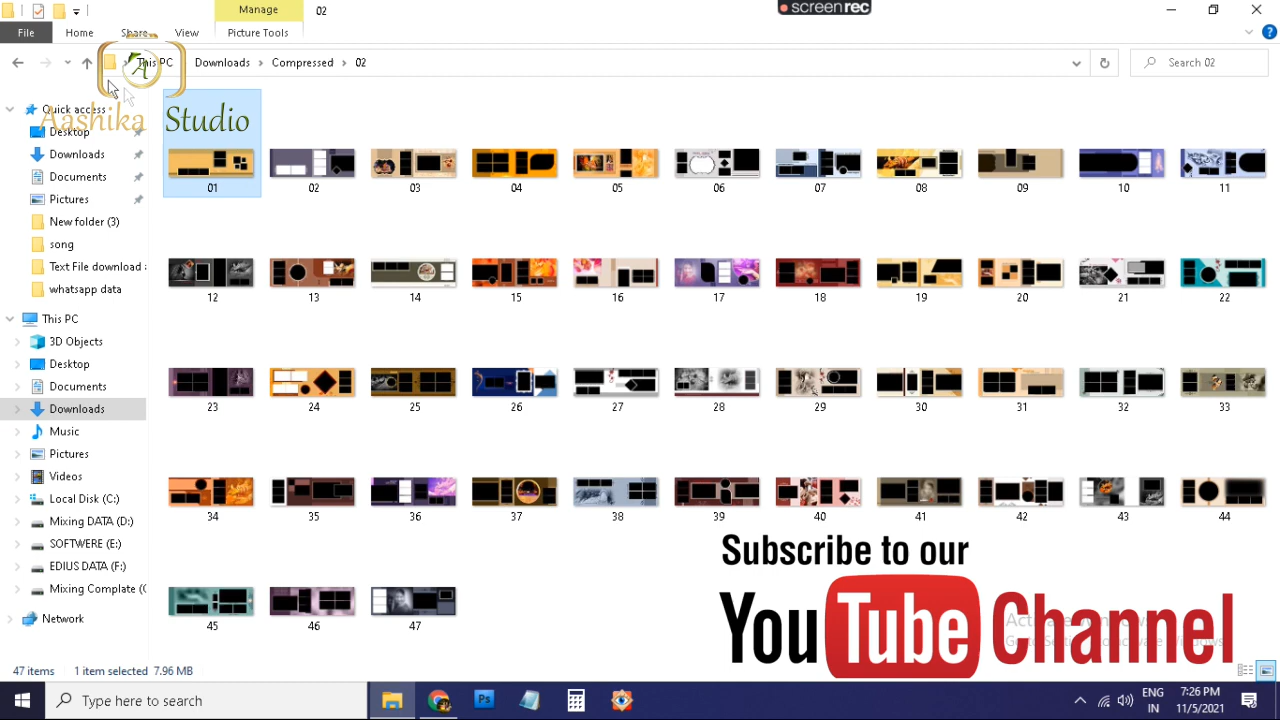 Manage
02
screenrec
File
Home
Share
View
Picture Tools
This PC
Downloads
Compressed
02
Search 02
Aashika Studio
A
Quick access
Desktop
Downloads
Documents
Pictures
New folder (3)
song
Text File download
whatsapp data
This PC
3D Objects
Desktop
Documents
Downloads
Music
Pictures
Videos
Local Disk (C:)
Mixing DATA (D:)
SOFTWERE (E:)
EDIUS DATA (F:)
Mixing Complate (
Network
01 02 03 04 05 06 07 08 09 10 11
12 13 14 15 16 17 18 19 20 21 22
23 24 25 26 27 28 29 30 31 32 33
34 35 36 37 38 39 40 41 42 43 44
45 46 47
Subscribe to our
YouTube Channel
47 items
1 item selected 7.96 MB
Type here to search
Ps
ENG
IN
7:26 PM
11/5/2021